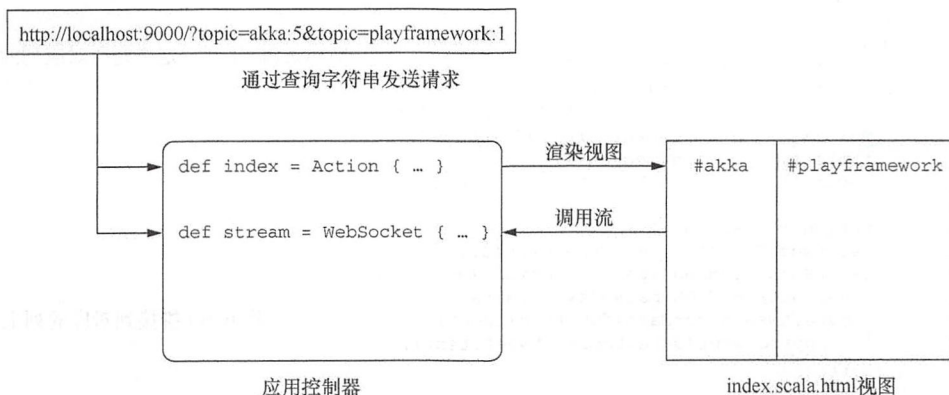 http://localhost:9000/?topic=akka:5&topic=playframework:1
通过查询字符串发送请求
def index = Action { … }
渲染视图
#akka
#playframework
def stream = WebSocket { … }
调用流
应用控制器
index.scala.html视图